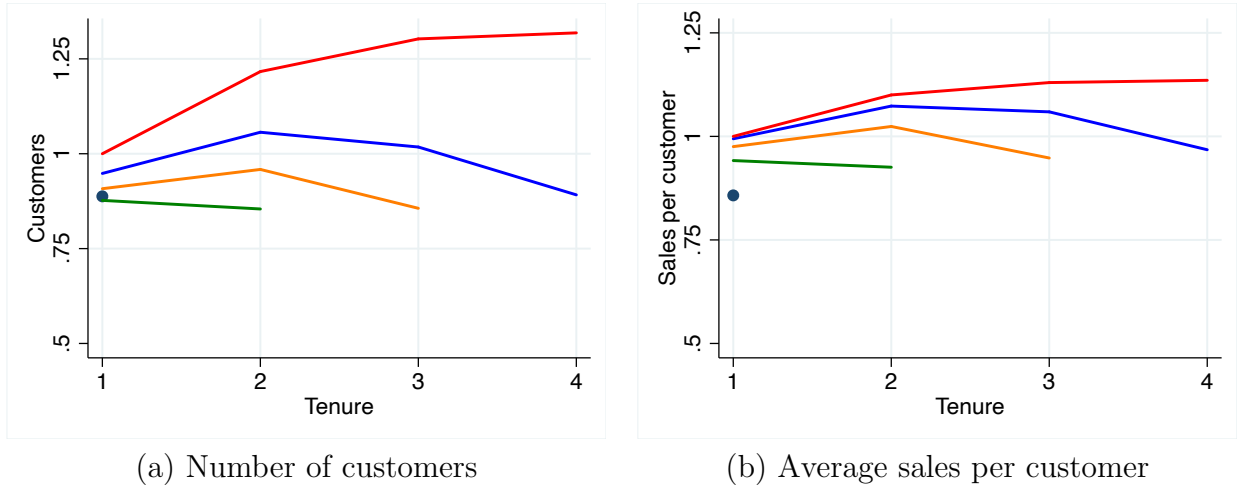 Customers
1.25
1
.75
.5
1 2 3 4
Tenure
(a) Number of customers
Sales per customer
1.25
1
.75
.5
1 2 3 4
Tenure
(b) Average sales per customer